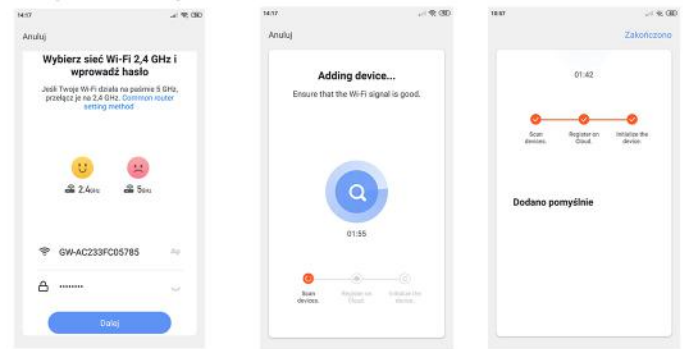 14:17
Anuluj
Wybierz sieć Wi-Fi 2,4 GHz i
wprowadź hasło
Jeśli Twoje Wi-Fi działa na paśmie 5 GHz,
przełącz je na 2,4 GHz. Common router
setting method
2.4GHz
5GHz
GW-AC233FC05785
Dalej
14:17
Anuluj
Adding device...
Ensure that the Wi-Fi signal is good.
01:55
Scan
devices.
Register on
Cloud.
Initialize the
device.
Zakończono
01:42
Scan
devices.
Register on
Cloud.
Initialize the
device.
Dodano pomyślnie